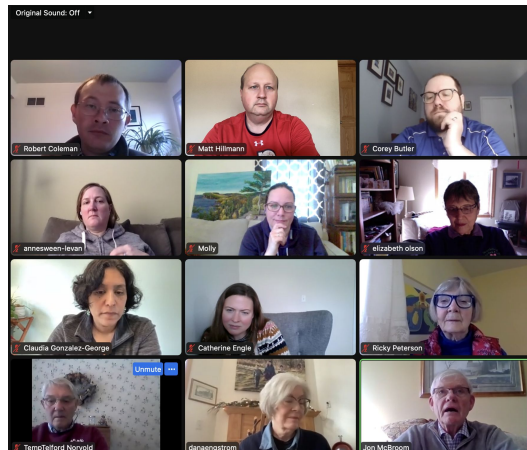 Original Sound: Off
Robert Coleman
Matt Hillmann
Corey Butler
annesween-levan
Molly
elizabeth olson
Claudia Gonzalez-George
Catherine Engle
Ricky Peterson
Unmute
TempTelford Norvold
danaengstrom
Jon McBroom